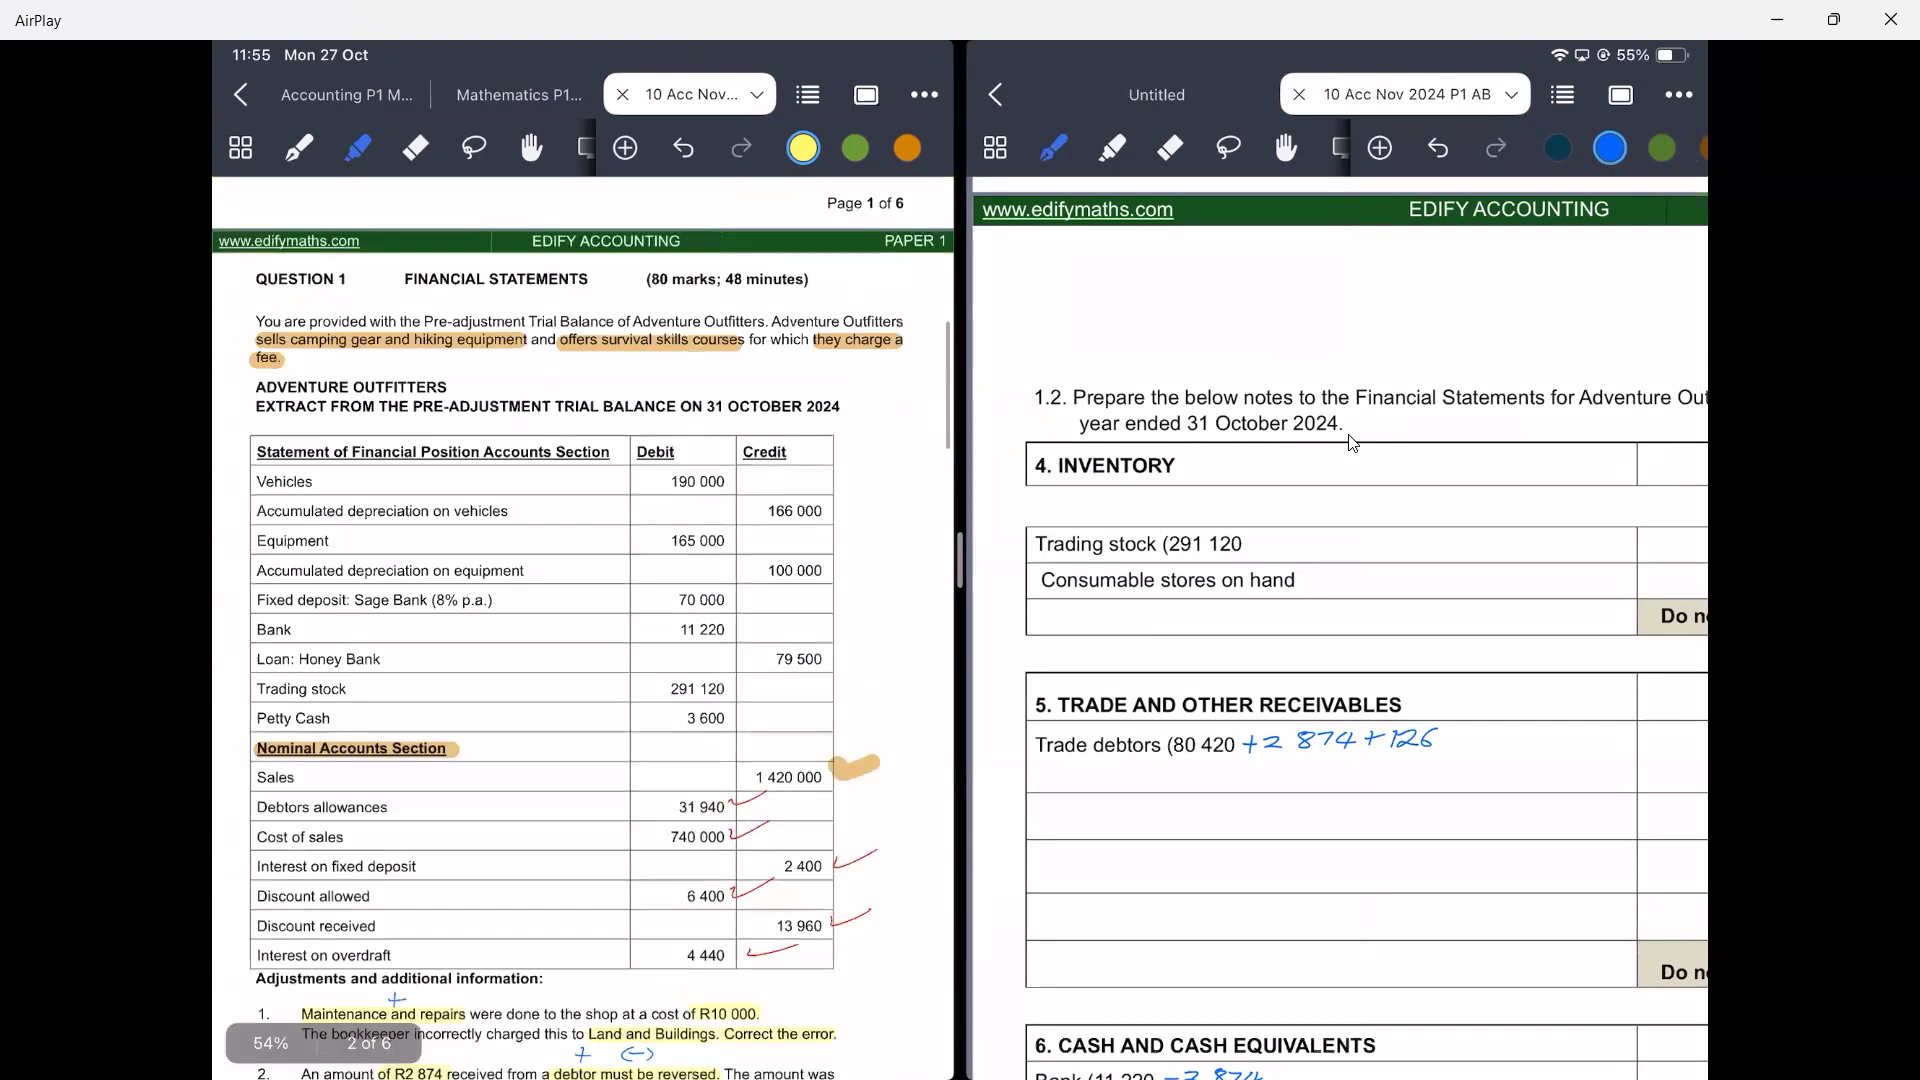 AirPlay
11:55 Mon 27 Oct
55%
Accounting P1 M...
Mathematics P1...
10 Acc Nov...
Untitled
10 Acc Nov 2024 P1 AB
Page 1 of 6
www.edifymaths.com EDIFY ACCOUNTING PAPER 1
QUESTION 1 FINANCIAL STATEMENTS (80 marks; 48 minutes)
You are provided with the Pre-adjustment Trial Balance of Adventure Outfitters. Adventure Outfitters
sells camping gear and hiking equipment and offers survival skills courses for which they charge a
fee.
ADVENTURE OUTFITTERS
EXTRACT FROM THE PRE-ADJUSTMENT TRIAL BALANCE ON 31 OCTOBER 2024
Statement of Financial Position Accounts Section Debit Credit
Vehicles 190 000
Accumulated depreciation on vehicles 166 000
Equipment 165 000
Accumulated depreciation on equipment 100 000
Fixed deposit: Sage Bank (8% p.a.) 70 000
Bank 11 220
Loan: Honey Bank 79 500
Trading stock 291 120
Petty Cash 3 600
Nominal Accounts Section
Sales 1 420 000
Debtors allowances 31 940
Cost of sales 740 000
Interest on fixed deposit 2 400
Discount allowed 6 400
Discount received 13 960
Interest on overdraft 4 440
Adjustments and additional information:
+
1. Maintenance and repairs were done to the shop at a cost of R10 000.
The bookkeeper incorrectly charged this to Land and Buildings. Correct the error.
+ (-)
2. An amount of R2 874 received from a debtor must be reversed. The amount was
54% 2 of 6
www.edifymaths.com EDIFY ACCOUNTING
1.2. Prepare the below notes to the Financial Statements for Adventure Out
year ended 31 October 2024.
4. INVENTORY
Trading stock (291 120
Consumable stores on hand
Do n
5. TRADE AND OTHER RECEIVABLES
Trade debtors (80 420 +2 874+126
Do n
6. CASH AND CASH EQUIVALENTS
Bank (11 220 -2 874